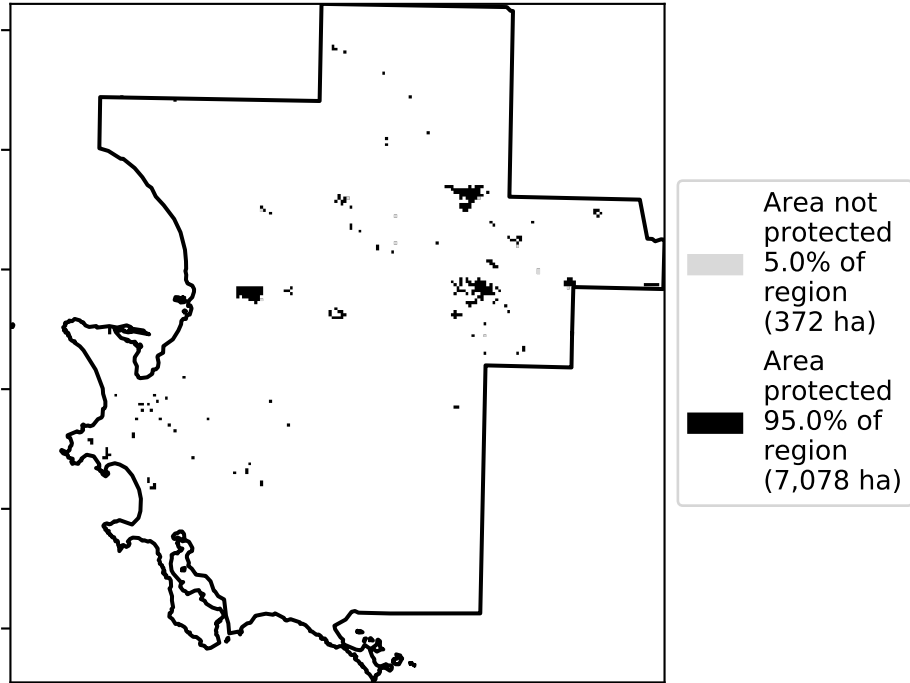 Area not
protected
5.0% of
region
(372 ha)
Area
protected
95.0% of
region
(7,078 ha)